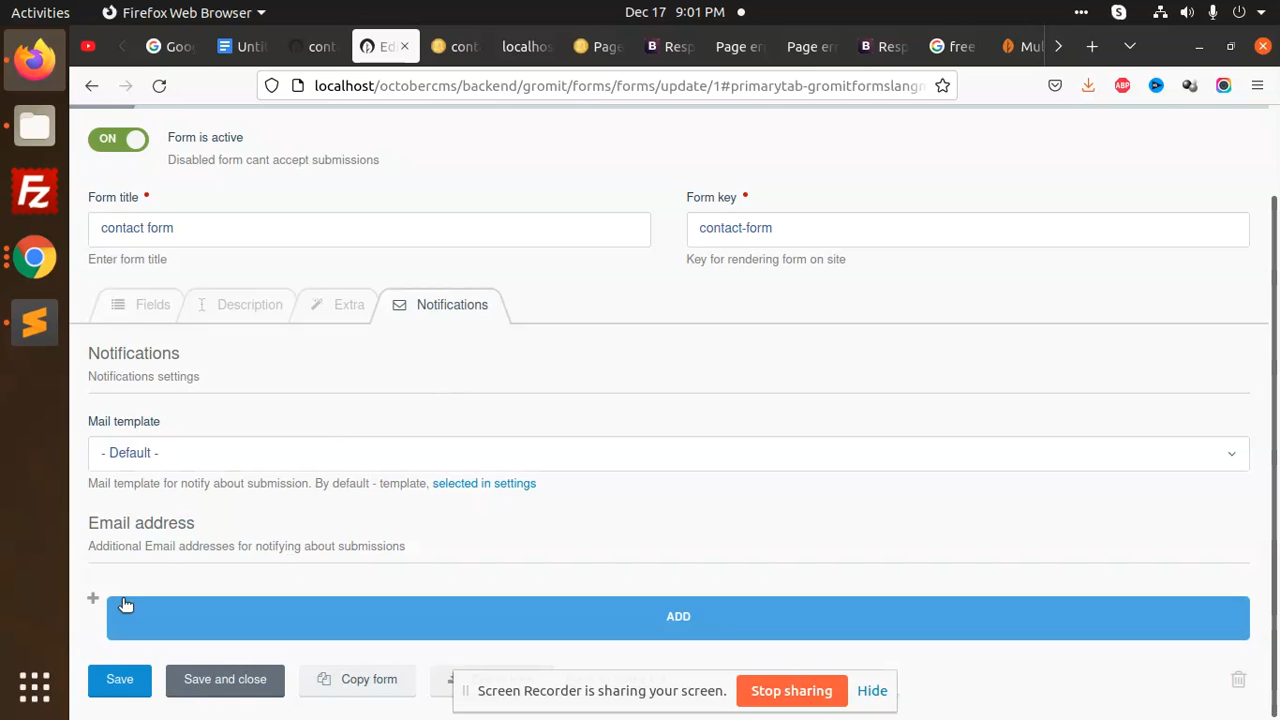 Activities
Firefox Web Browser
Dec 17 9:01 PM
Goo
Unti
cont
Ed
cont
localhos
Page
Resp
Page er
Page er
Resp
free
Mul
localhost/octobercms/backend/gromit/forms/forms/update/1#primarytab-gromitformslangn
ABP
ON
Form is active
Disabled form cant accept submissions
Form title *
Form key *
contact form
contact-form
Enter form title
Key for rendering form on site
Fields
Description
Extra
Notifications
Notifications
Notifications settings
Mail template
- Default -
Mail template for notify about submission. By default - template, selected in settings
Email address
Additional Email addresses for notifying about submissions
ADD
Save
Save and close
Copy form
Screen Recorder is sharing your screen.
Stop sharing
Hide